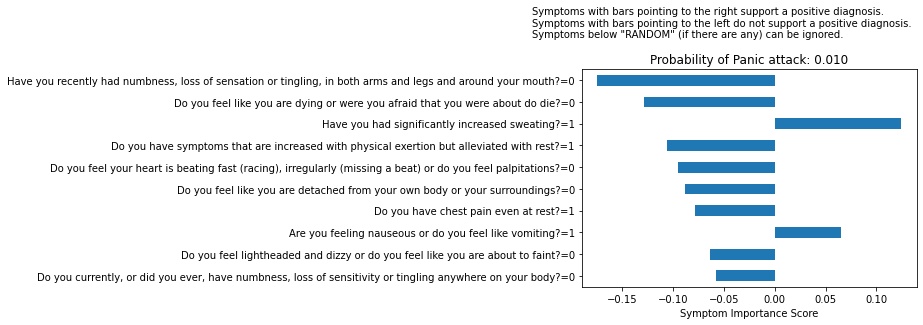 Symptoms with bars pointing to the right support a positive diagnosis.
Symptoms with bars pointing to the left do not support a positive diagnosis.
Symptoms below "RANDOM" (if there are any) can be ignored.
Probability of Panic attack: 0.010
Have you recently had numbness, loss of sensation or tingling, in both arms and legs and around your mouth?=0
Do you feel like you are dying or were you afraid that you were about do die?=0
Have you had significantly increased sweating?=1
Do you have symptoms that are increased with physical exertion but alleviated with rest?=1
Do you feel your heart is beating fast (racing), irregularly (missing a beat) or do you feel palpitations?=0
Do you feel like you are detached from your own body or your surroundings?=0
Do you have chest pain even at rest?=1
Are you feeling nauseous or do you feel like vomiting?=1
Do you feel lightheaded and dizzy or do you feel like you are about to faint?=0
Do you currently, or did you ever, have numbness, loss of sensitivity or tingling anywhere on your body?=0
−0.15 −0.10 −0.05 0.00 0.05 0.10
Symptom Importance Score